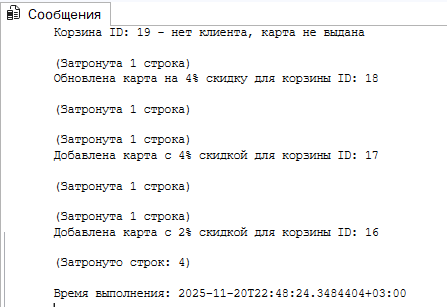 Сообщения
Корзина ID: 19 - нет клиента, карта не выдана
(Затронута 1 строка)
Обновлена карта на 4% скидку для корзины ID: 18
(Затронута 1 строка)
(Затронута 1 строка)
Добавлена карта с 4% скидкой для корзины ID: 17
(Затронута 1 строка)
(Затронута 1 строка)
Добавлена карта с 2% скидкой для корзины ID: 16
(Затронуто строк: 4)
Время выполнения: 2025-11-20T22:48:24.3484404+03:00